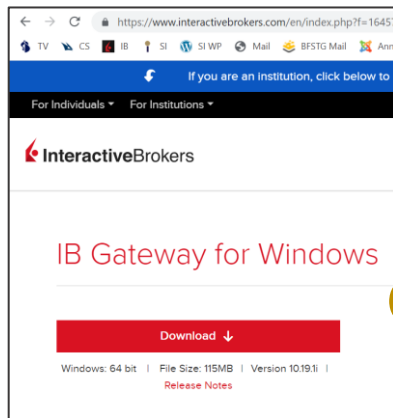 https://www.interactivebrokers.com/en/index.php?f=1645
TV CS IB SI SI WP Mail BFSTG Mail Ann
If you are an institution, click below to
For Individuals For Institutions
InteractiveBrokers
IB Gateway for Windows
Download
Windows: 64 bit | File Size: 115MB | Version 10.19.1i |
Release Notes